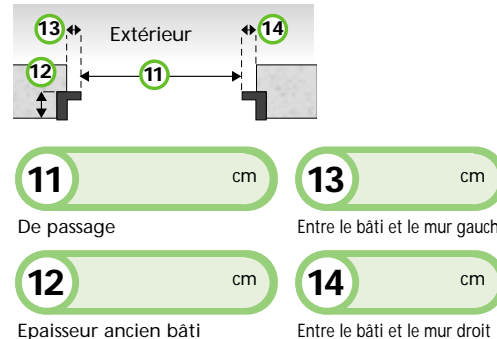 13 Extérieur 14
12
11
11 cm 13 cm
De passage Entre le bâti et le mur gauch
12 cm 14 cm
Epaisseur ancien bâti Entre le bâti et le mur droit